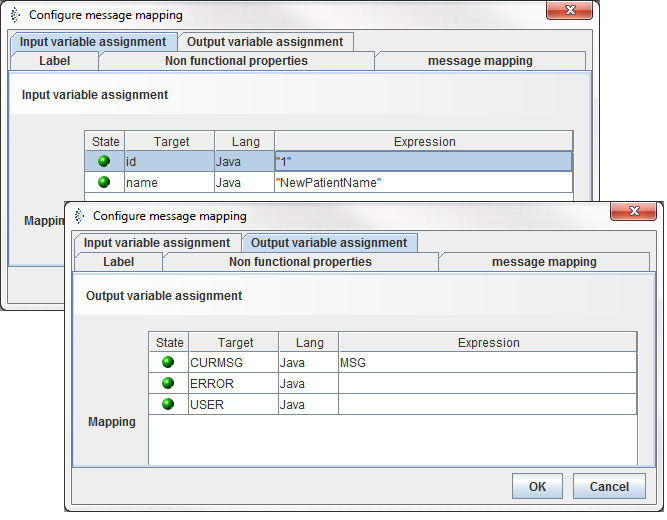 Configure message mapping
Input variable assignment Output variable assignment
Label Non functional properties message mapping
Input variable assignment
State Target Lang Expression
id Java "1"
name Java "NewPatientName"
Configure message mapping
Input variable assignment Output variable assignment
Label Non functional properties message mapping
Output variable assignment
State Target Lang Expression
CURMSG Java MSG
ERROR Java
USER Java
Mapping
OK Cancel